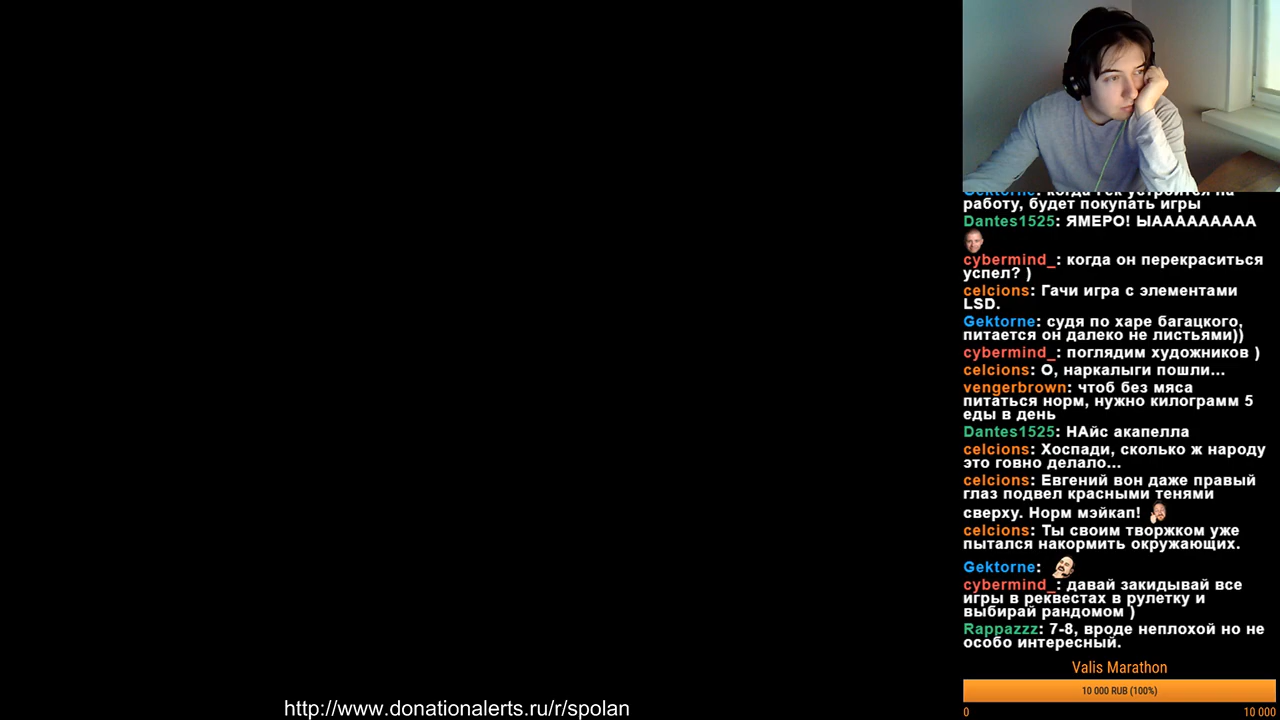 Gektorne: когда Гек устроится на
работу, будет покупать игры
Dantes1525: ЯМЕРО! ЫААААААААА
cybermind_: когда он перекраситься
успел? )
celcions: Гачи игра с элементами
LSD.
Gektorne: судя по харе багацкого,
питается он далеко не листьями))
cybermind_: поглядим художников )
celcions: О, наркалыги пошли...
vengerbrown: чтоб без мяса
питаться норм, нужно килограмм 5
еды в день
Dantes1525: НАйс акапелла
celcions: Хоспади, сколько ж народу
это говно делало...
celcions: Евгений вон даже правый
глаз подвел красными тенями
сверху. Норм мэйкап!
celcions: Ты своим творжком уже
пытался накормить окружающих.
Gektorne:
cybermind_: давай закидывай все
игры в реквестах в рулетку и
выбирай рандомом )
Rappazzz: 7-8, вроде неплохой но не
особо интересный.
Valis Marathon
10 000 RUB (100%)
0 10 000
http://www.donationalerts.ru/r/spolan